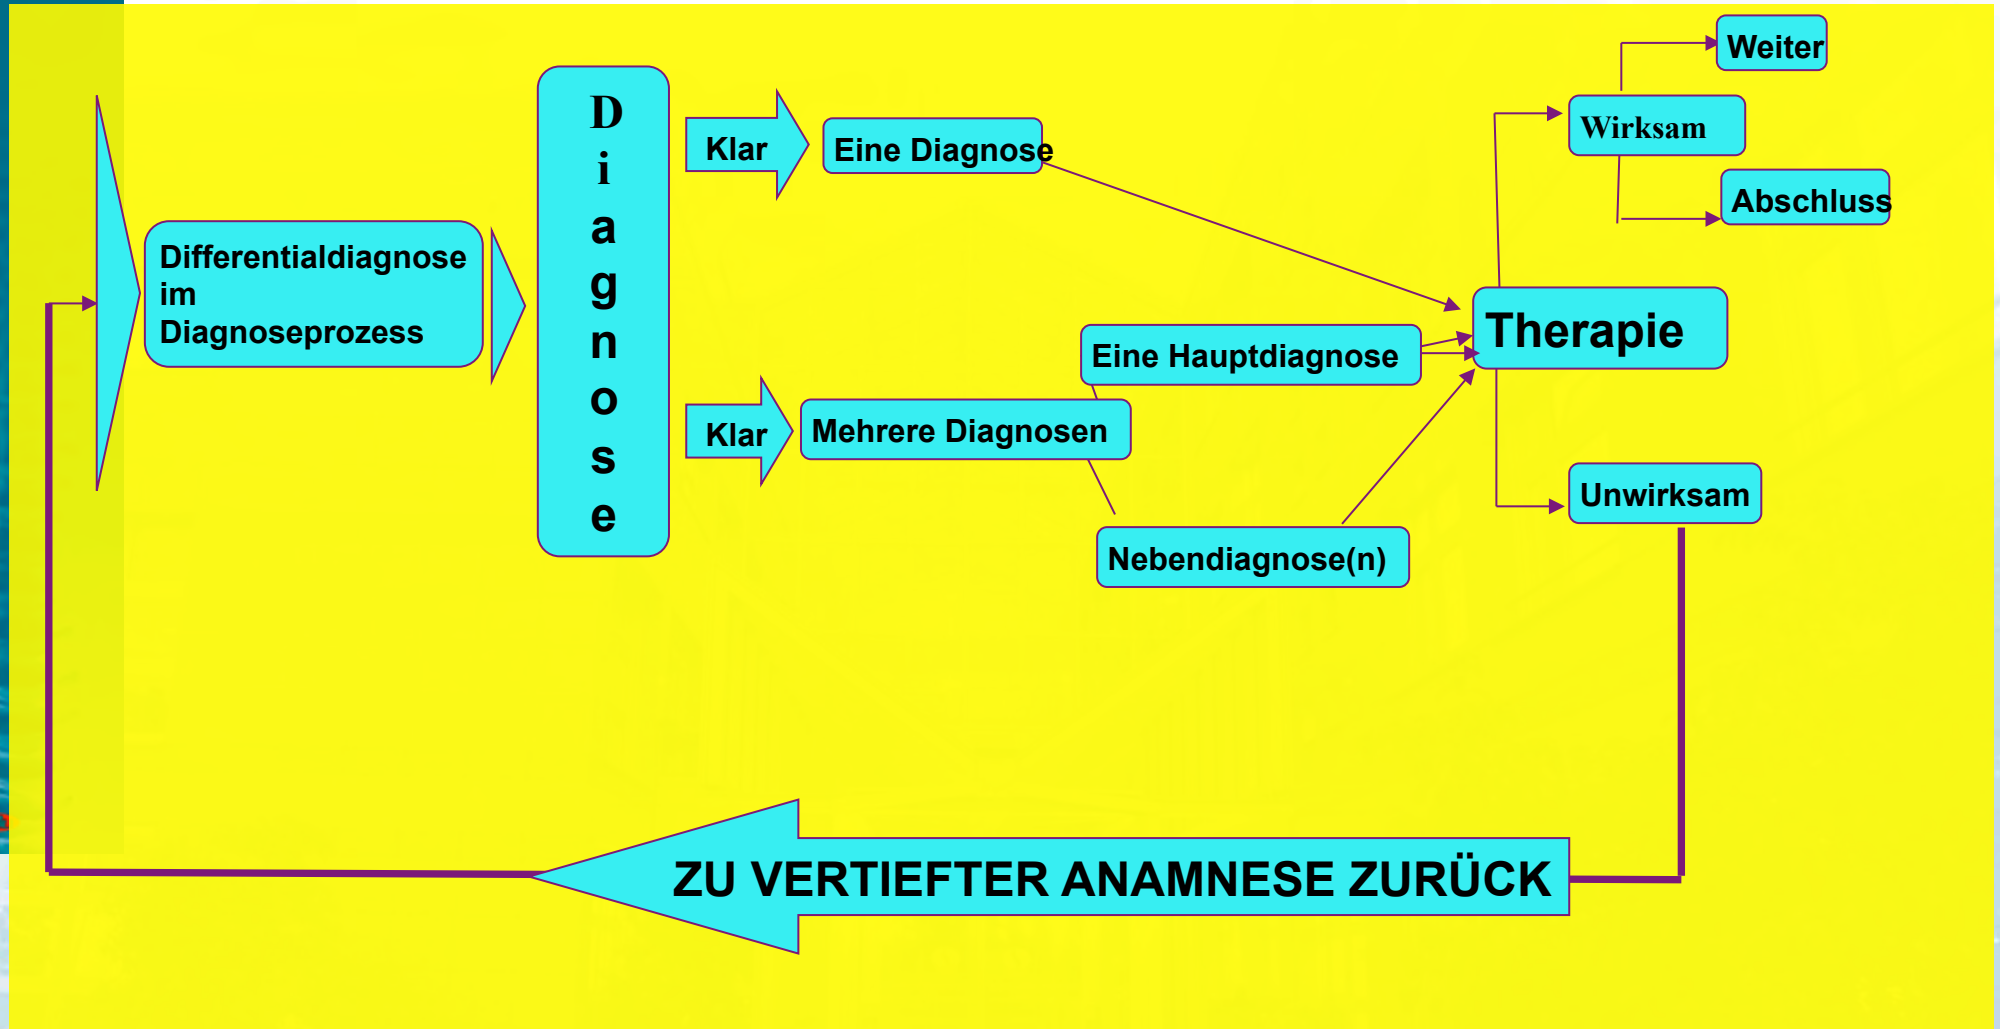 Differentialdiagnose
im
Diagnoseprozess
D
i
a
g
n
o
s
e
Klar
Eine Diagnose
Klar
Mehrere Diagnosen
Eine Hauptdiagnose
Nebendiagnose(n)
Therapie
Wirksam
Weiter
Abschluss
Unwirksam
ZU VERTIEFTER ANAMNESE ZURÜCK